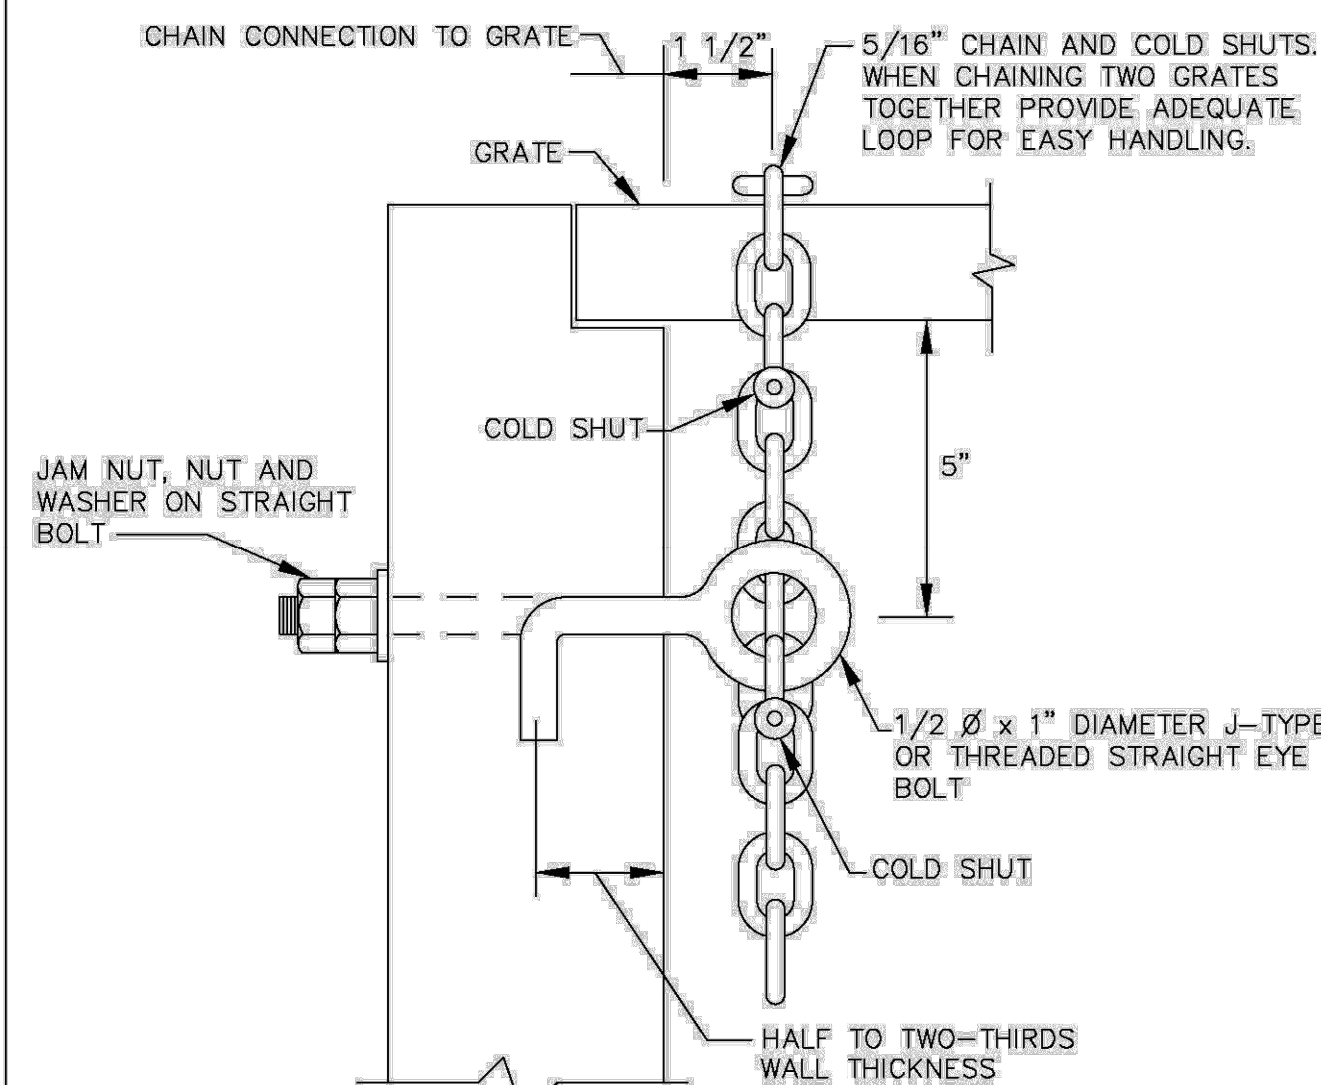 CHAIN CONNECTION TO GRATE
1 1/2"
5/16" CHAIN AND COLD SHUTS.
WHEN CHAINING TWO GRATES
TOGETHER PROVIDE ADEQUATE
LOOP FOR EASY HANDLING.
GRATE
COLD SHUT
5"
JAM NUT, NUT AND
WASHER ON STRAIGHT
BOLT
1/2 Ø x 1" DIAMETER J-TYPE
OR THREADED STRAIGHT EYE
BOLT
COLD SHUT
HALF TO TWO-THIRDS
WALL THICKNESS